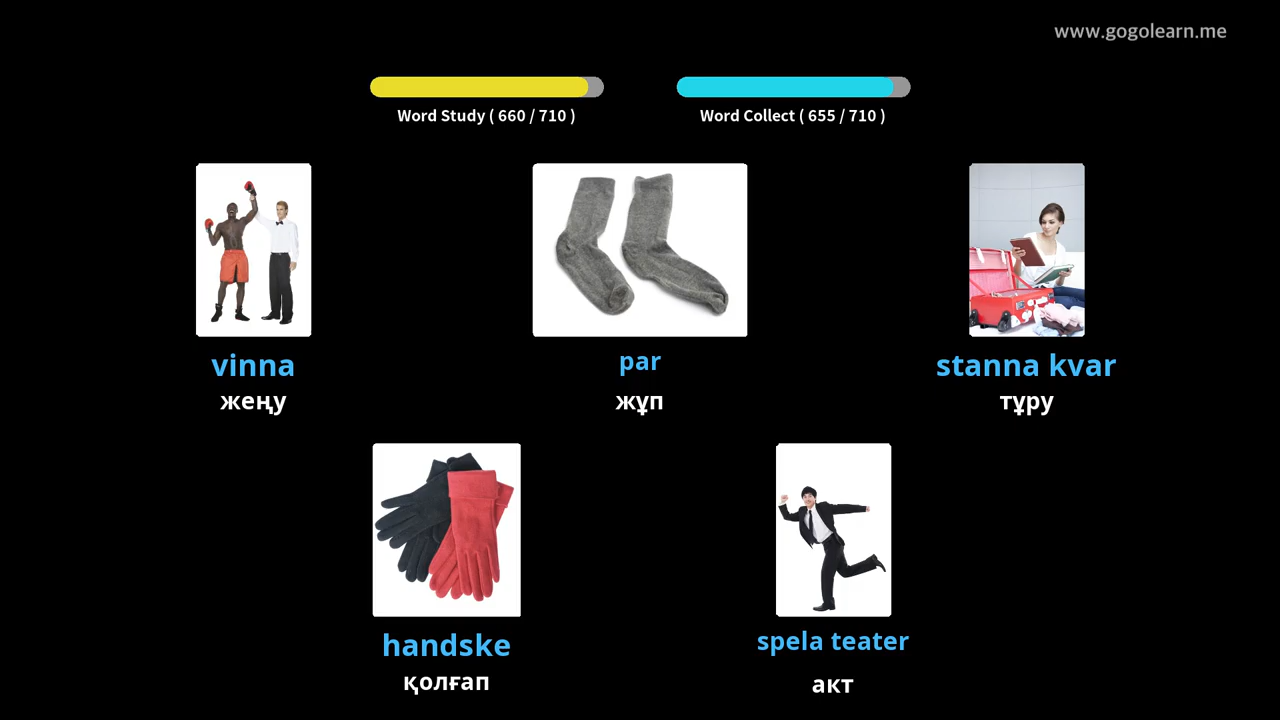 www.gogolearn.me
Word Study ( 660 / 710 )
Word Collect ( 655 / 710 )
vinna
par
stanna kvar
жеңу
жұп
тұру
handske
spela teater
қолғап
акт